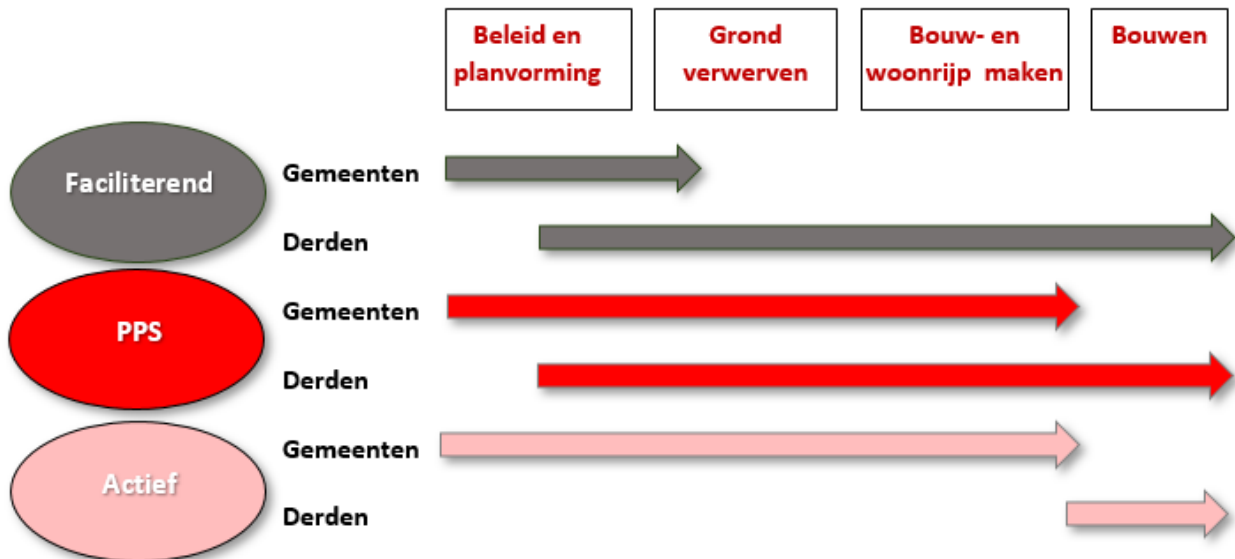 Beleid en
planvorming
Grond
verwerven
Bouw- en
woonrijp maken
Bouwen
Faciliterend
Gemeenten
Derden
PPS
Gemeenten
Derden
Actief
Gemeenten
Derden